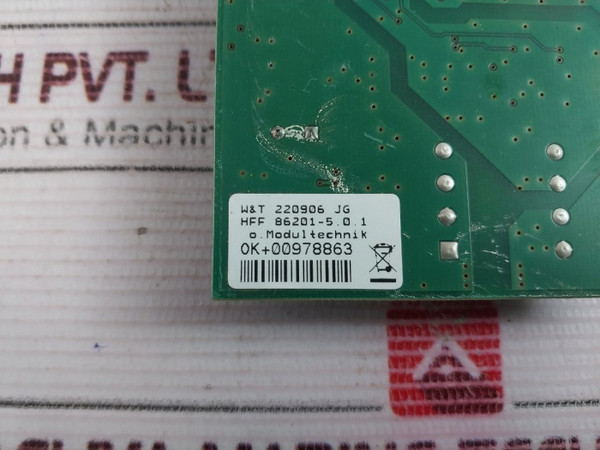 H PVT. L
on & Machin
W&T 220906 JG
HFF 86201-5.0.1
o.Modultechnik
OK+00978863